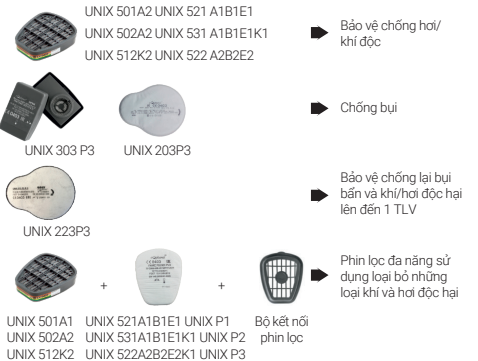 UNIX 501A2 UNIX 521 A1B1E1
UNIX 502A2 UNIX 531 A1B1E1K1
UNIX 512K2 UNIX 522 A2B2E2
Bảo vệ chống hơi/
khí độc
Chống bụi
UNIX 303 P3
UNIX 203P3
Bảo vệ chống lại bụi
bẩn và khí/hơi độc hại
lên đến 1 TLV
UNIX 223P3
+
+
Phin lọc đa năng sử
dụng loại bỏ những
loại khí và hơi độc hại
UNIX 501A1 UNIX 521A1B1E1 UNIX P1
UNIX 502A2 UNIX 531A1B1E1K1 UNIX P2
UNIX 512K2 UNIX 522A2B2E2K1 UNIX P3
Bộ kết nối
phin lọc